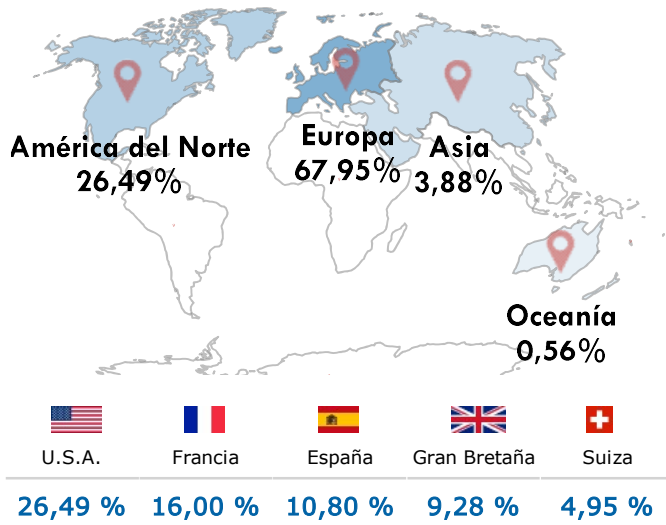 América del Norte
26,49%
Europa
67,95%
Asia
3,88%
Oceanía
0,56%
U.S.A. Francia España Gran Bretaña Suiza
26,49 % 16,00 % 10,80 % 9,28 % 4,95 %